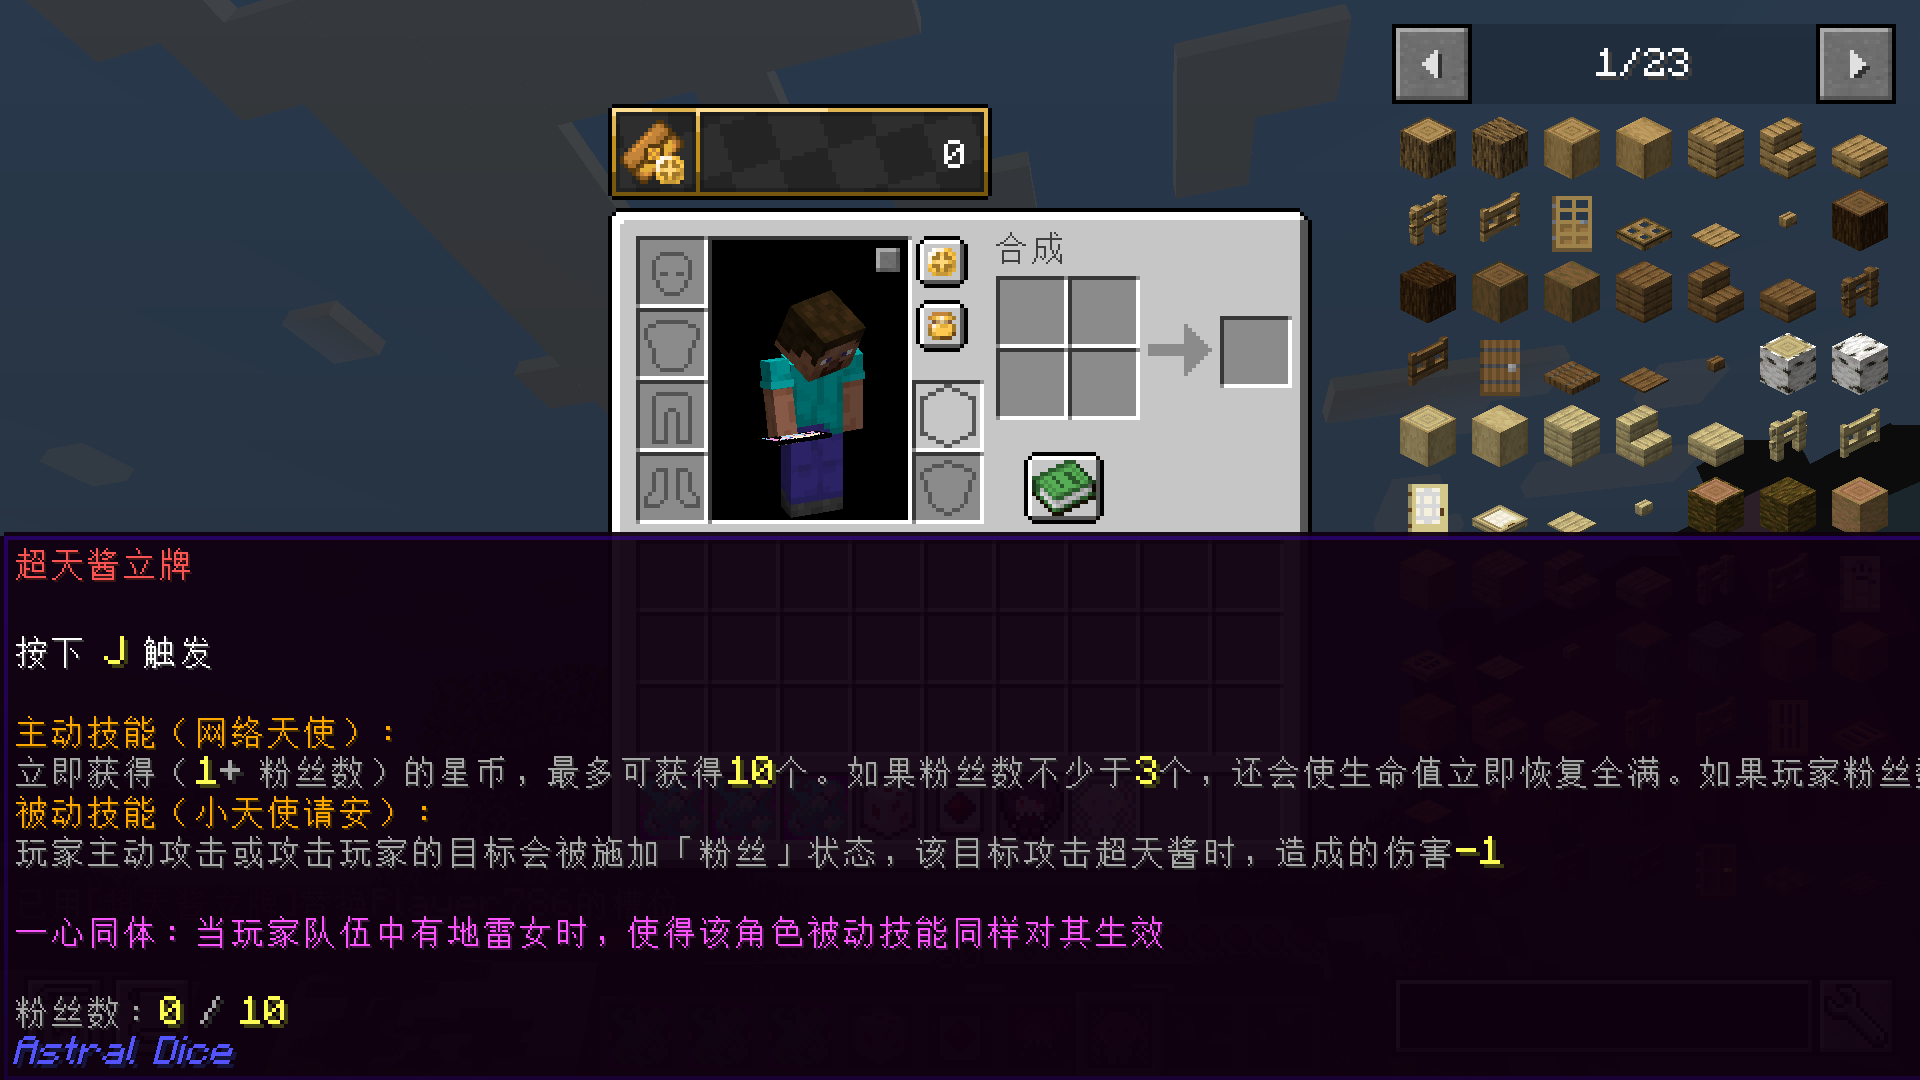 1/23
0
合成
超天酱立牌
按下 J 触发
主动技能（网络天使）：
立即获得（1+ 粉丝数）的星币，最多可获得10个。如果粉丝数不少于3个，还会使生命值立即恢复全满。如果玩家粉丝
被动技能（小天使请安）：
玩家主动攻击或攻击玩家的目标会被施加「粉丝」状态，该目标攻击超天酱时，造成的伤害-1
一心同体：当玩家队伍中有地雷女时，使得该角色被动技能同样对其生效
粉丝数：0 / 10
Astral Dice